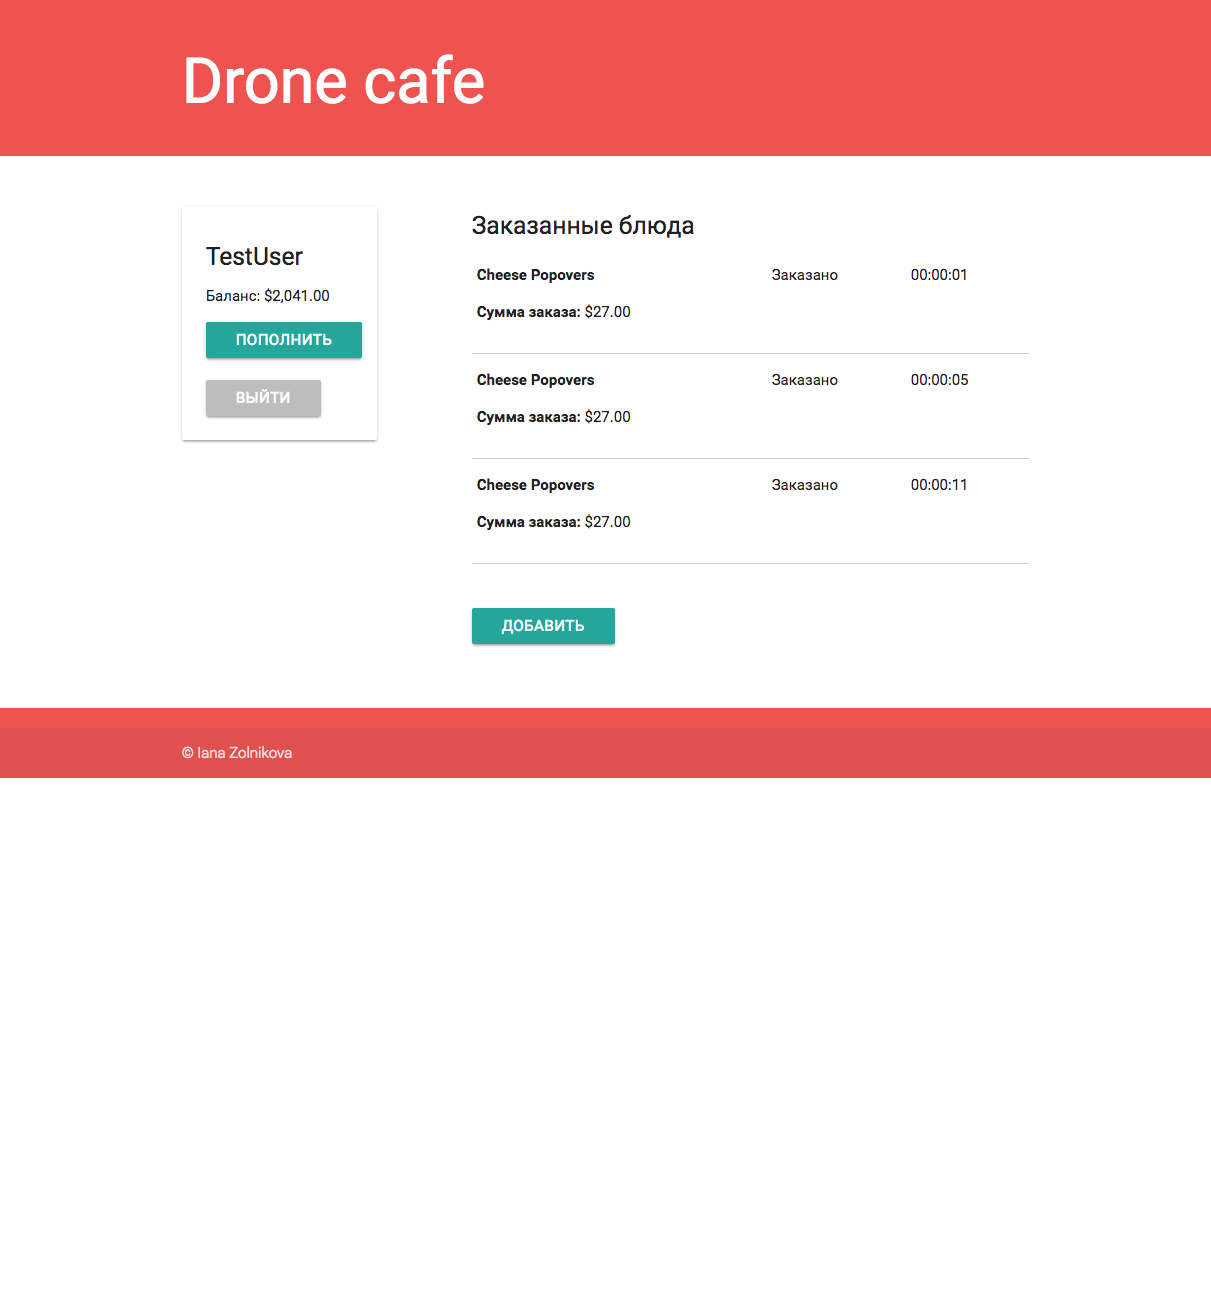 Drone cafe
TestUser
Баланс: $2,041.00
ПОПОЛНИТЬ
ВЫЙТИ
Заказанные блюда
Cheese Popovers Заказано 00:00:01
Сумма заказа: $27.00
Cheese Popovers Заказано 00:00:05
Сумма заказа: $27.00
Cheese Popovers Заказано 00:00:11
Сумма заказа: $27.00
ДОБАВИТЬ
© Iana Zolnikova